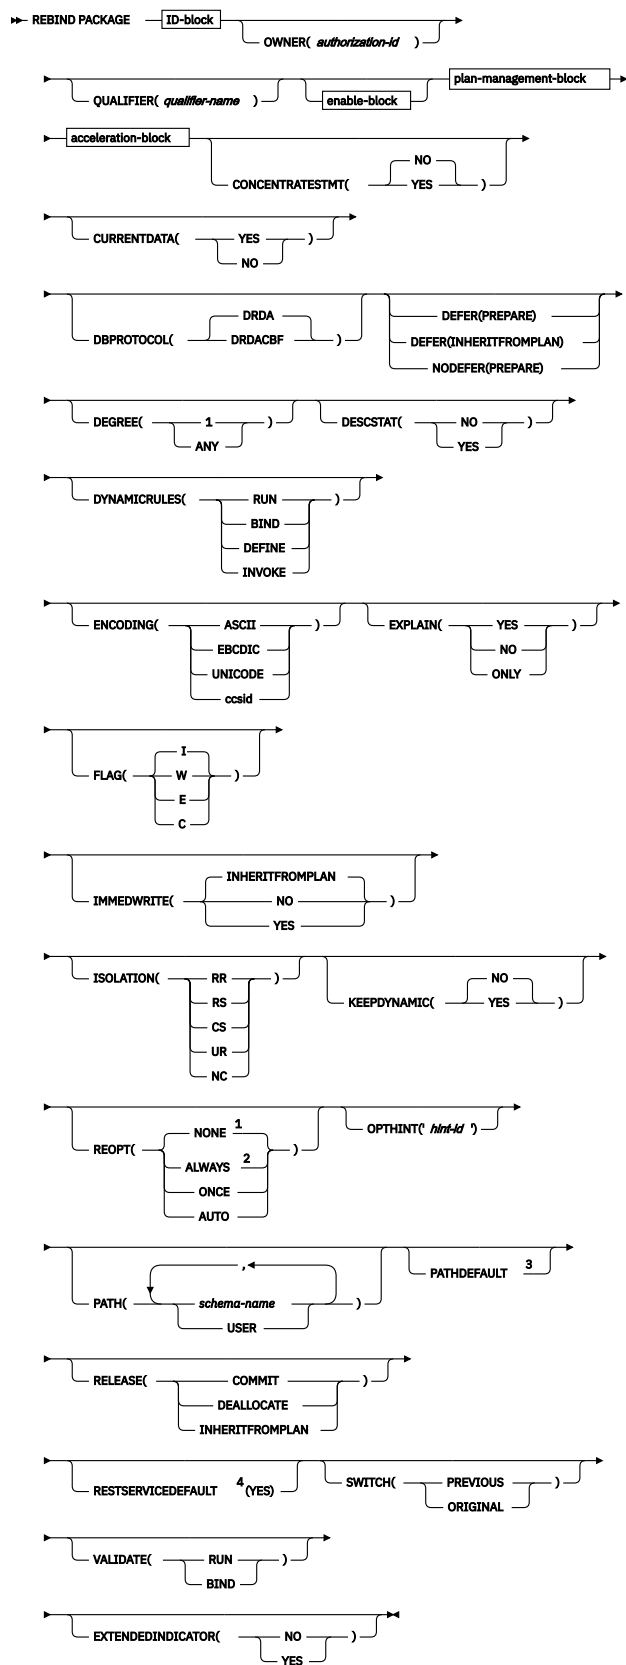 REBIND PACKAGE ID-block
OWNER( authorization-id )
plan-management-block
QUALIFIER( qualifier-name ) enable-block
acceleration-block
NO
CONCENTRATESTMT( YES )
CURRENTDATA( YES )
NO
DRDA DEFER(PREPARE)
DBPROTOCOL( DRDACBF ) DEFER(INHERITFROMPLAN)
NODEFER(PREPARE)
DEGREE( 1 ) DESCSTAT( NO )
ANY YES
DYNAMICRULES( RUN )
BIND
DEFINE
INVOKE
ENCODING( ASCII ) EXPLAIN( YES )
EBCDIC NO
UNICODE ONLY
ccsid
I
FLAG( W )
E
C
INHERITFROMPLAN
IMMEDWRITE( NO )
YES
ISOLATION( RR ) NO
RS KEEPDYNAMIC( YES )
CS
UR
NC
NONE 1 OPTHINT(' hint-id ')
REOPT( ALWAYS 2 )
ONCE
AUTO
, PATHDEFAULT 3
PATH( schema-name )
USER
RELEASE( COMMIT )
DEALLOCATE
INHERITFROMPLAN
RESTSERVICEDEFAULT 4 (YES) SWITCH( PREVIOUS )
ORIGINAL
VALIDATE( RUN )
BIND
EXTENDEDINDICATOR( NO )
YES